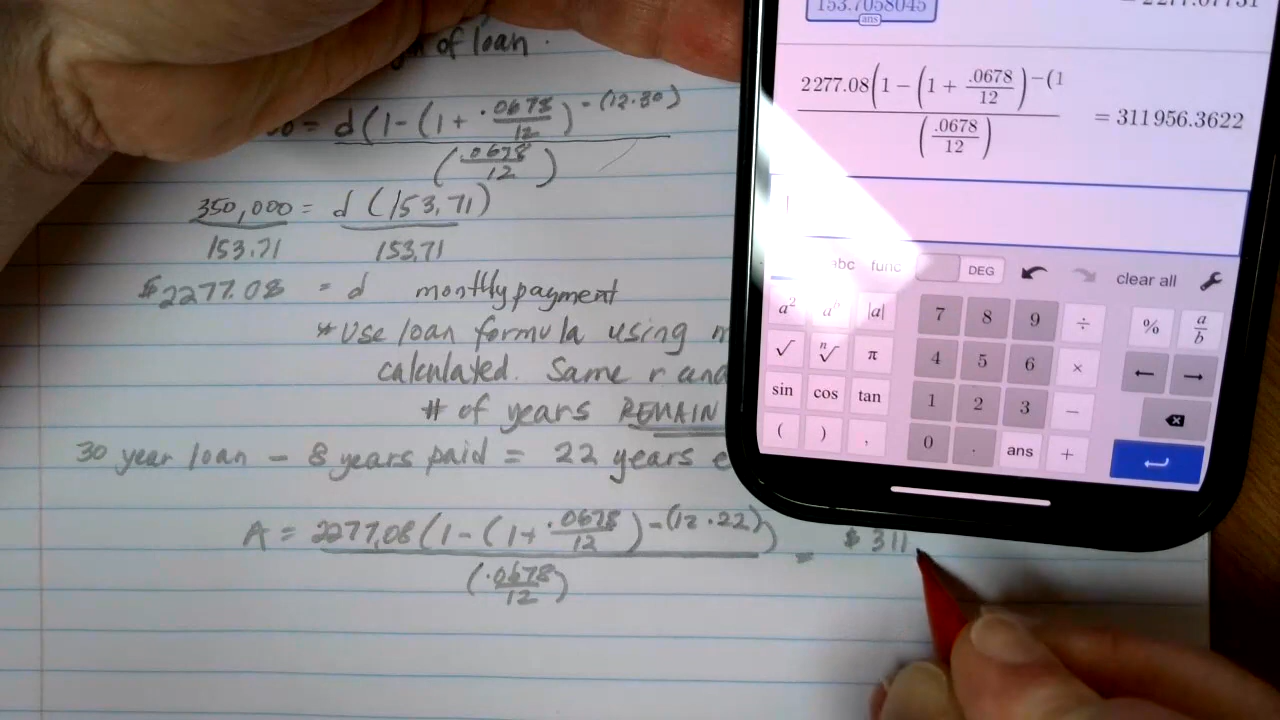 of loan.
= d(1-(1+.0678/12)^-(12.30)
(.0678/12)
350,000 = d(153.71)
153.71 153.71
$2277.08 = d monthly payment
*Use loan formula using
calculated. Same r and
# of years REMAIN
30 year loan - 8 years paid = 22 years
A = 2277.08(1-(1+.0678/12)^-(12.22)) = $311
(.0678/12)
153.7058045
ans
= 2277.07731
2277.08(1-(1+.0678/12)^-(1
(.0678/12)
= 311956.3622
abc func DEG clear all
a² aᵇ |a| 7 8 9 ÷ % a/b
√ ⁿ√ π 4 5 6 × ← →
sin cos tan 1 2 3 −
( ) , 0 . ans +